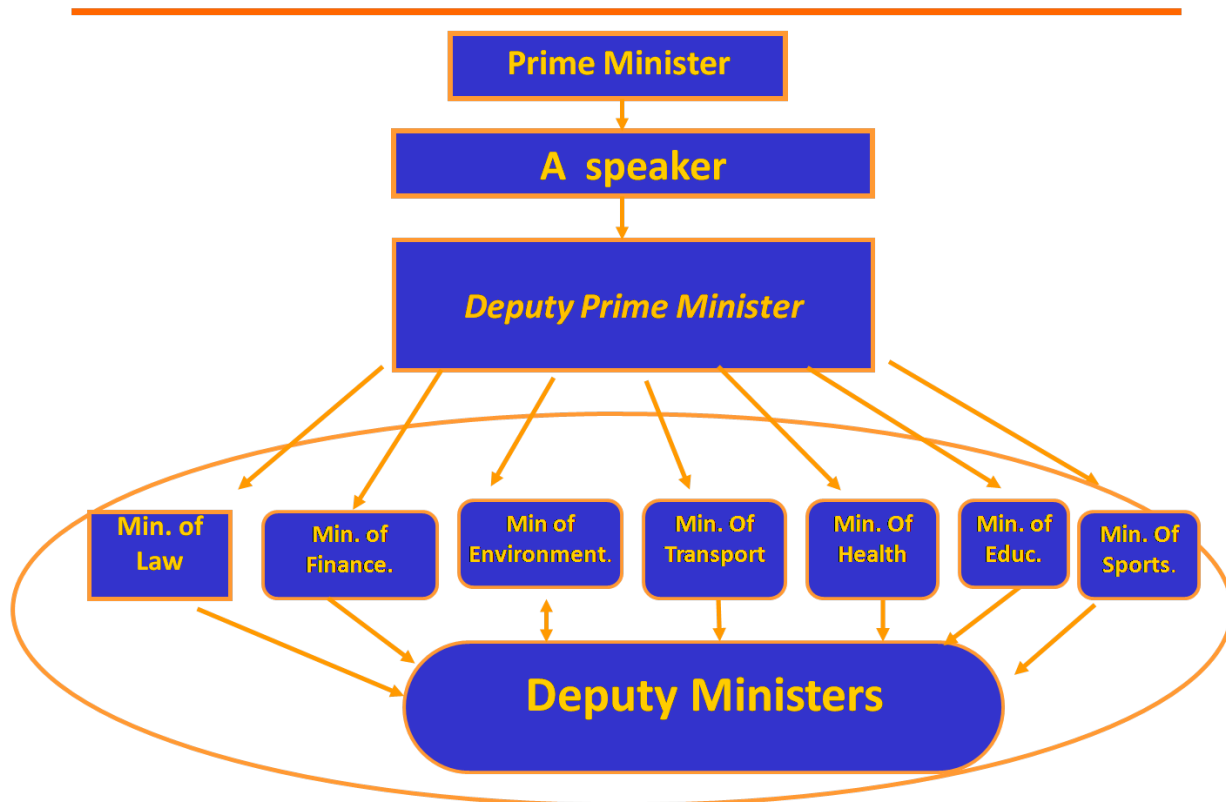 Prime Minister
A speaker
Deputy Prime Minister
Min. of
Law
Min. of
Finance.
Min of
Environment.
Min. Of
Transport
Min. Of
Health
Min. of
Educ.
Min. Of
Sports.
Deputy Ministers